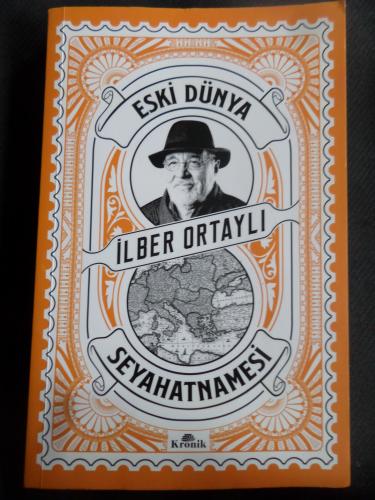 ESKİ DÜNYA
İLBER ORTAYLI
SEYAHATNAMESİ
Kronik